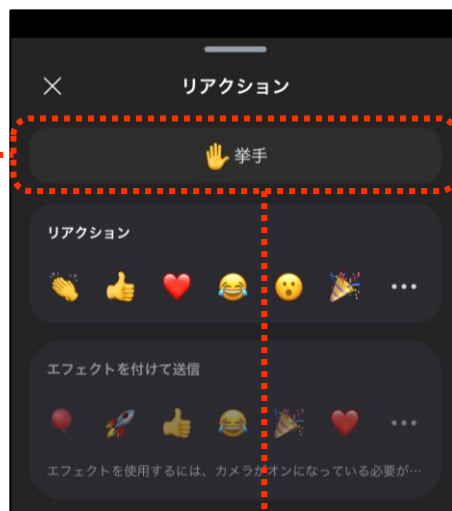 リアクション
挙手
リアクション
エフェクトを付けて送信
エフェクトを使用するには、カメラがオンになっている必要が…